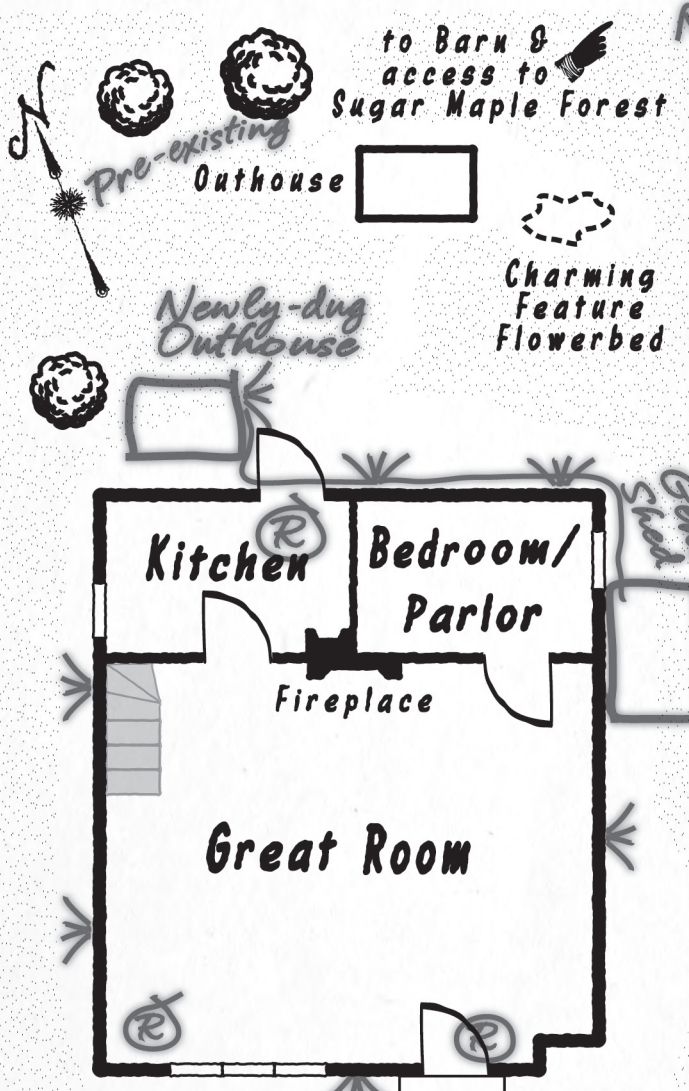 to Barn &
access to
Sugar Maple Forest
N
Pre-existing
Outhouse
Charming
Feature
Flowerbed
Newly-dug
Outhouse
Shed
R
Kitchen
Bedroom/
Parlor
Fireplace
Great Room
R
R